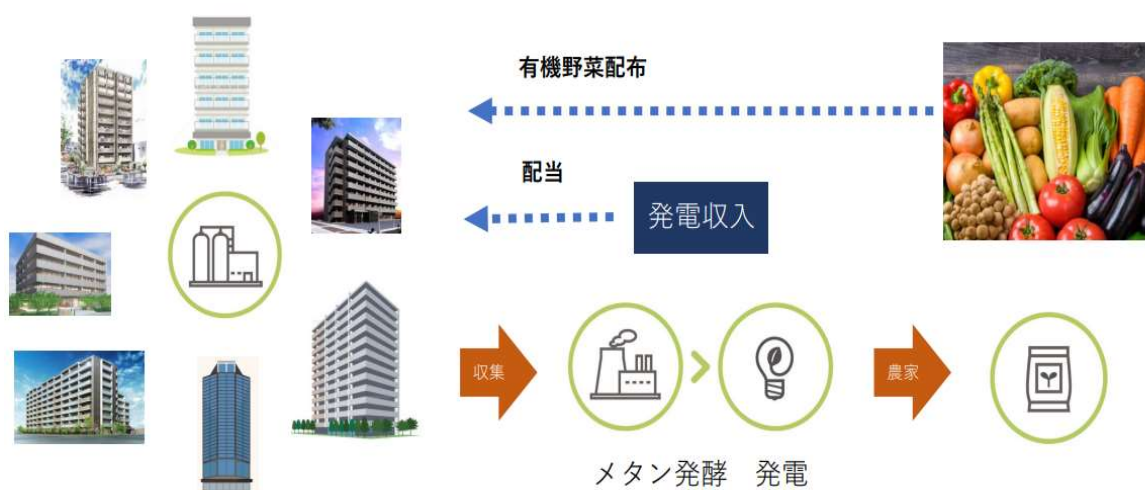 有機野菜配布
配当
発電収入
収集
農家
メタン発酵 発電